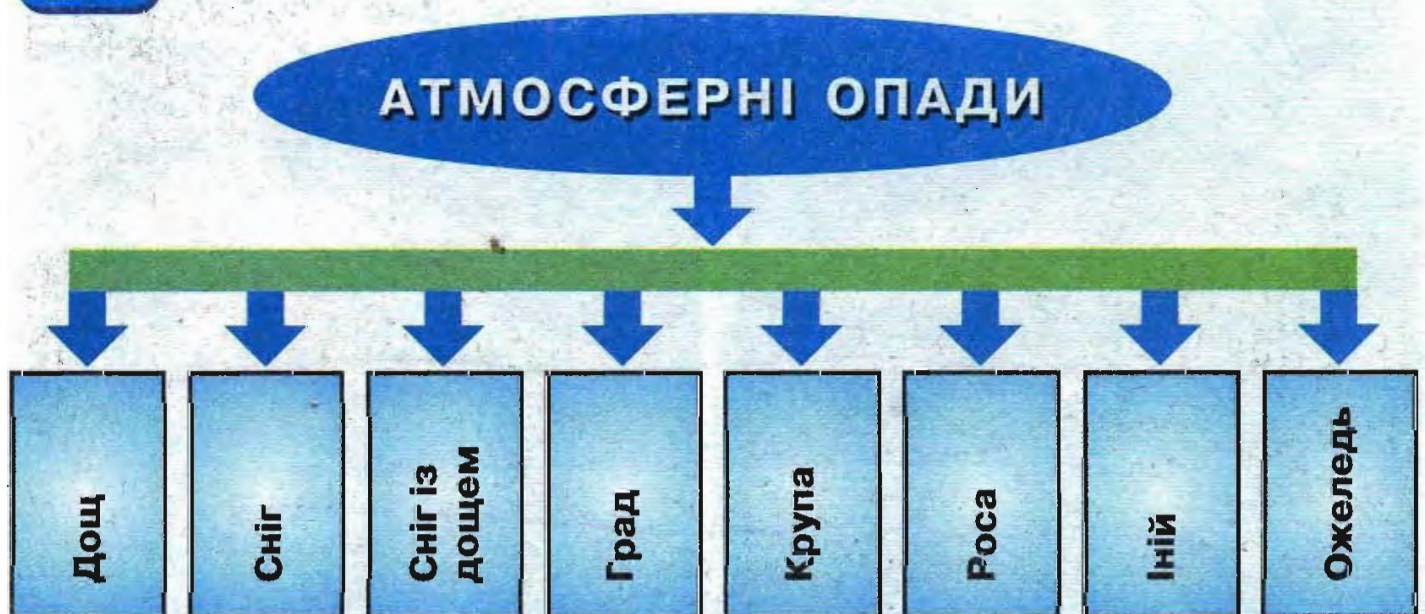 АТМОСФЕРНІ ОПАДИ
Дощ
Сніг
Сніг із
дощем
Град
Крупа
Роса
Іній
Ожеледь